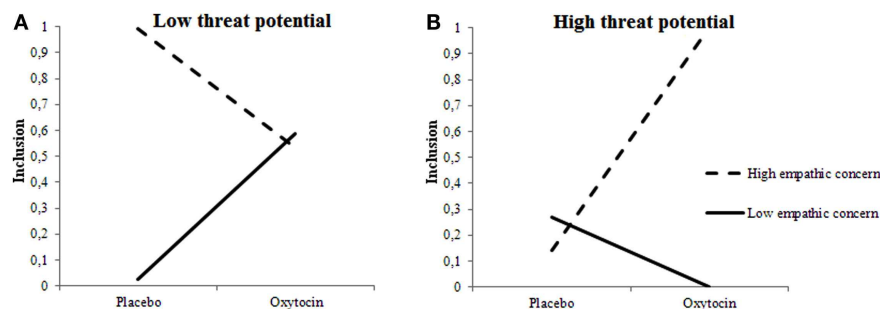 A
Low threat potential
Inclusion
1
0,9
0,8
0,7
0,6
0,5
0,4
0,3
0,2
0,1
0
Placebo
Oxytocin
B
High threat potential
Inclusion
1
0,9
0,8
0,7
0,6
0,5
0,4
0,3
0,2
0,1
0
Placebo
Oxytocin
High empathic concern
Low empathic concern